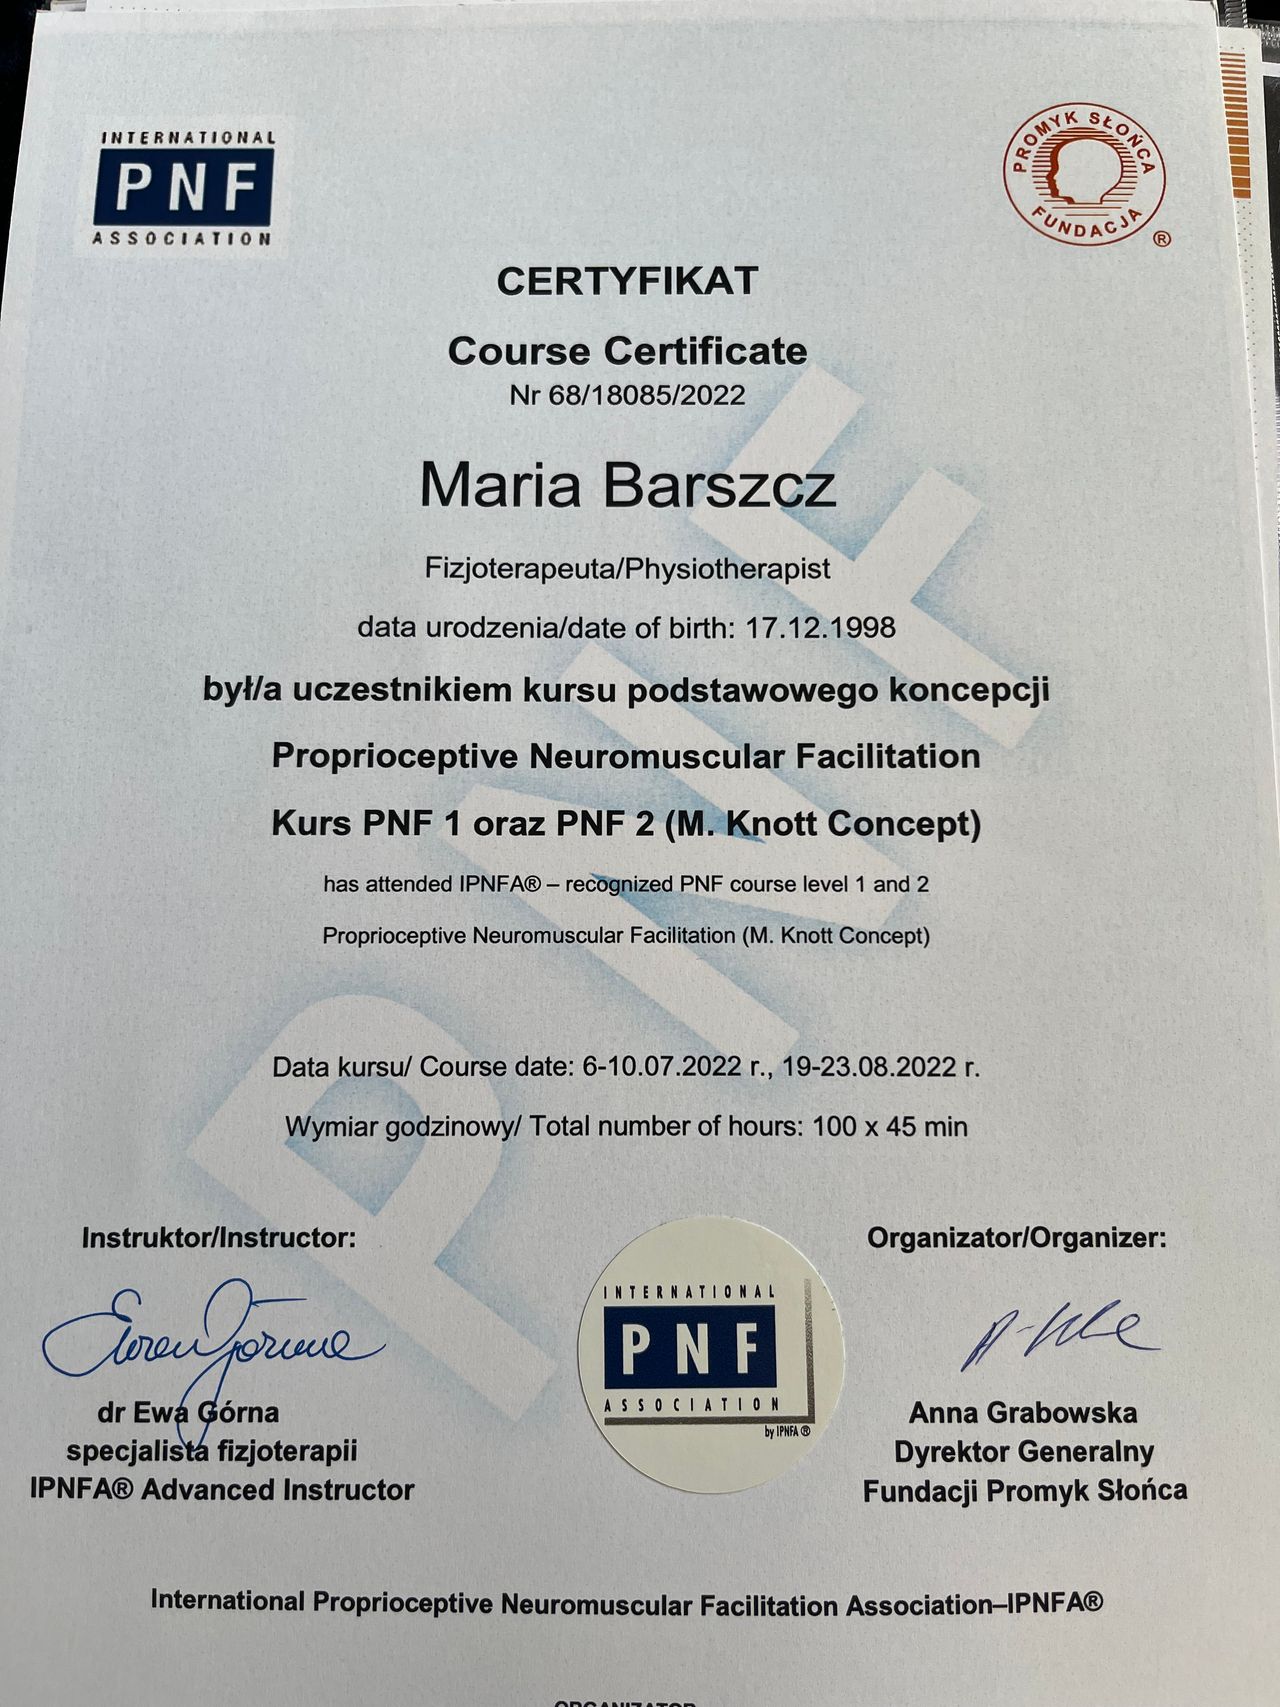 INTERNATIONAL
PNF
ASSOCIATION
PROMYK SŁOŃCA
FUNDACJA
®
CERTYFIKAT
Course Certificate
Nr 68/18085/2022
Maria Barszcz
Fizjoterapeuta/Physiotherapist
data urodzenia/date of birth: 17.12.1998
był/a uczestnikiem kursu podstawowego koncepcji
Proprioceptive Neuromuscular Facilitation
Kurs PNF 1 oraz PNF 2 (M. Knott Concept)
has attended IPNFA® – recognized PNF course level 1 and 2
Proprioceptive Neuromuscular Facilitation (M. Knott Concept)
PNF
Data kursu/ Course date: 6-10.07.2022 r., 19-23.08.2022 r.
Wymiar godzinowy/ Total number of hours: 100 x 45 min
Instruktor/Instructor:
Ewa Górna
dr Ewa Górna
specjalista fizjoterapii
IPNFA® Advanced Instructor
INTERNATIONAL
PNF
ASSOCIATION
by IPNFA ®
Organizator/Organizer:
Anna Grabowska
Dyrektor Generalny
Fundacji Promyk Słońca
International Proprioceptive Neuromuscular Facilitation Association–IPNFA®
ORGANIZATOR